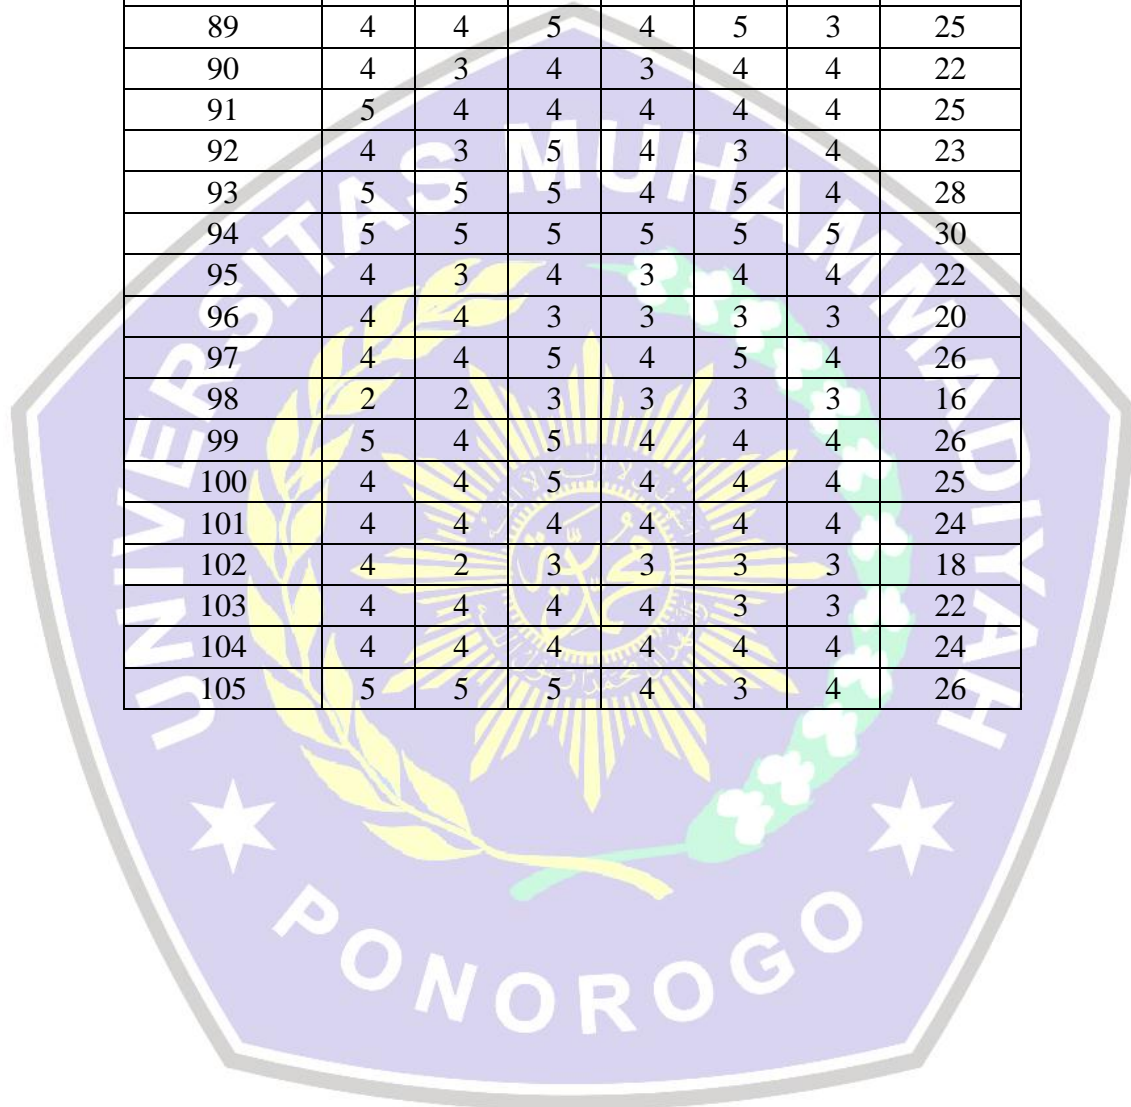 89 4 4 5 4 5 3 25
90 4 3 4 3 4 4 22
91 5 4 4 4 4 4 25
92 4 3 5 4 3 4 23
93 5 5 5 4 5 4 28
94 5 5 5 5 5 5 30
95 4 3 4 3 4 4 22
96 4 4 3 3 3 3 20
97 4 4 5 4 5 4 26
98 2 2 3 3 3 3 16
99 5 4 5 4 4 4 26
100 4 4 5 4 4 4 25
101 4 4 4 4 4 4 24
102 4 2 3 3 3 3 18
103 4 4 4 4 3 3 22
104 4 4 4 4 4 4 24
105 5 5 5 4 3 4 26
UNIVERSITAS MUHAMMADIYAH
PONOROGO